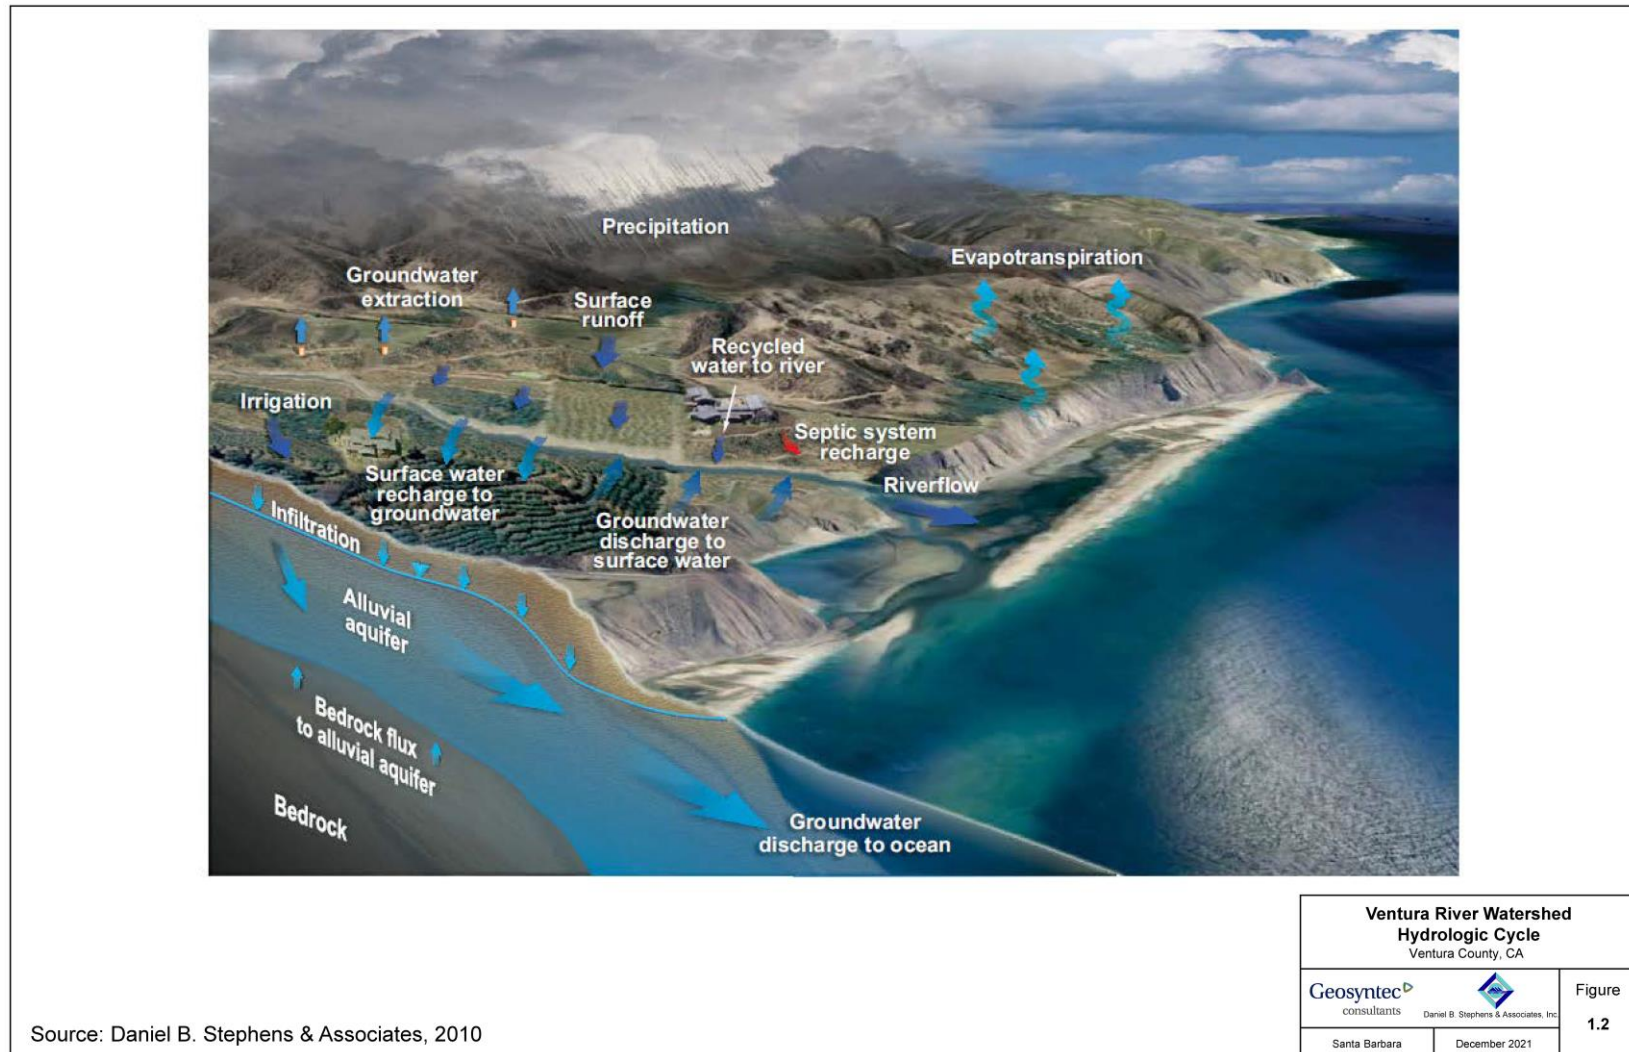 Precipitation
Evapotranspiration
Groundwater
extraction
Surface
runoff
Recycled
water to river
Irrigation
Septic system
recharge
Surface water
recharge to
groundwater
Riverflow
Groundwater
discharge to
surface water
Infiltration
Alluvial
aquifer
Bedrock flux
to alluvial aquifer
Bedrock
Groundwater
discharge to ocean
Ventura River Watershed
Hydrologic Cycle
Ventura County, CA
Geosyntec
consultants
Daniel B. Stephens & Associates, Inc.
Figure
1.2
Santa Barbara
December 2021
Source: Daniel B. Stephens & Associates, 2010